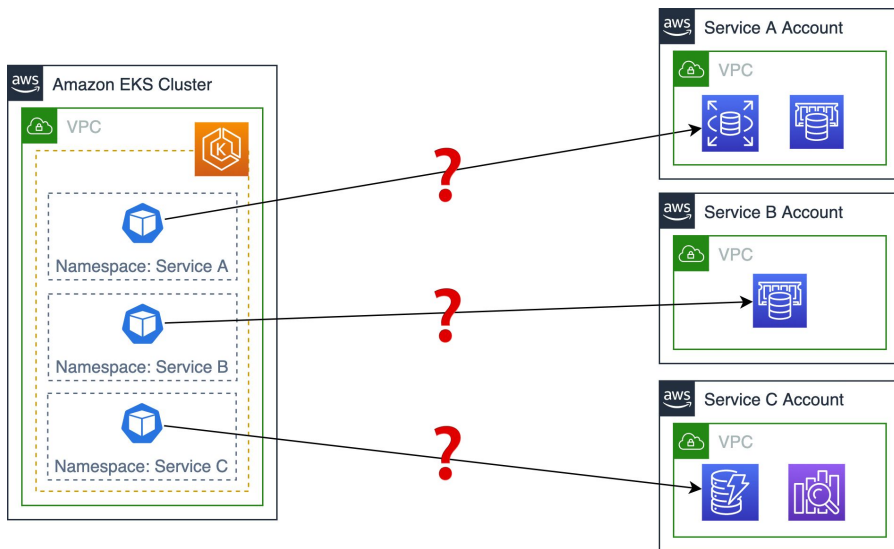 aws Amazon EKS Cluster
VPC
K
Namespace: Service A
Namespace: Service B
Namespace: Service C
?
?
?
aws Service A Account
VPC
aws Service B Account
VPC
aws Service C Account
VPC